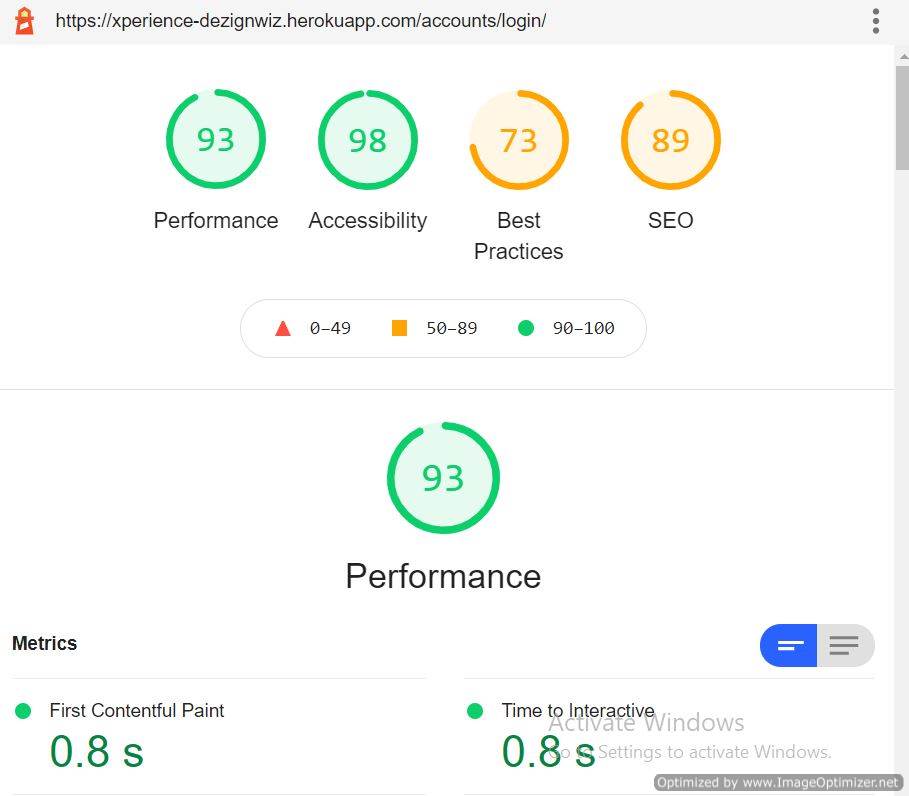 https://xperience-dezignwiz.herokuapp.com/accounts/login/
93 98 73 89
Performance Accessibility Best Practices SEO
0–49 50–89 90–100
93
Performance
Metrics
First Contentful Paint Time to Interactive
0.8 s 0.8 s
Activate Windows
Go to Settings to activate Windows.
Optimized by www.ImageOptimizer.net